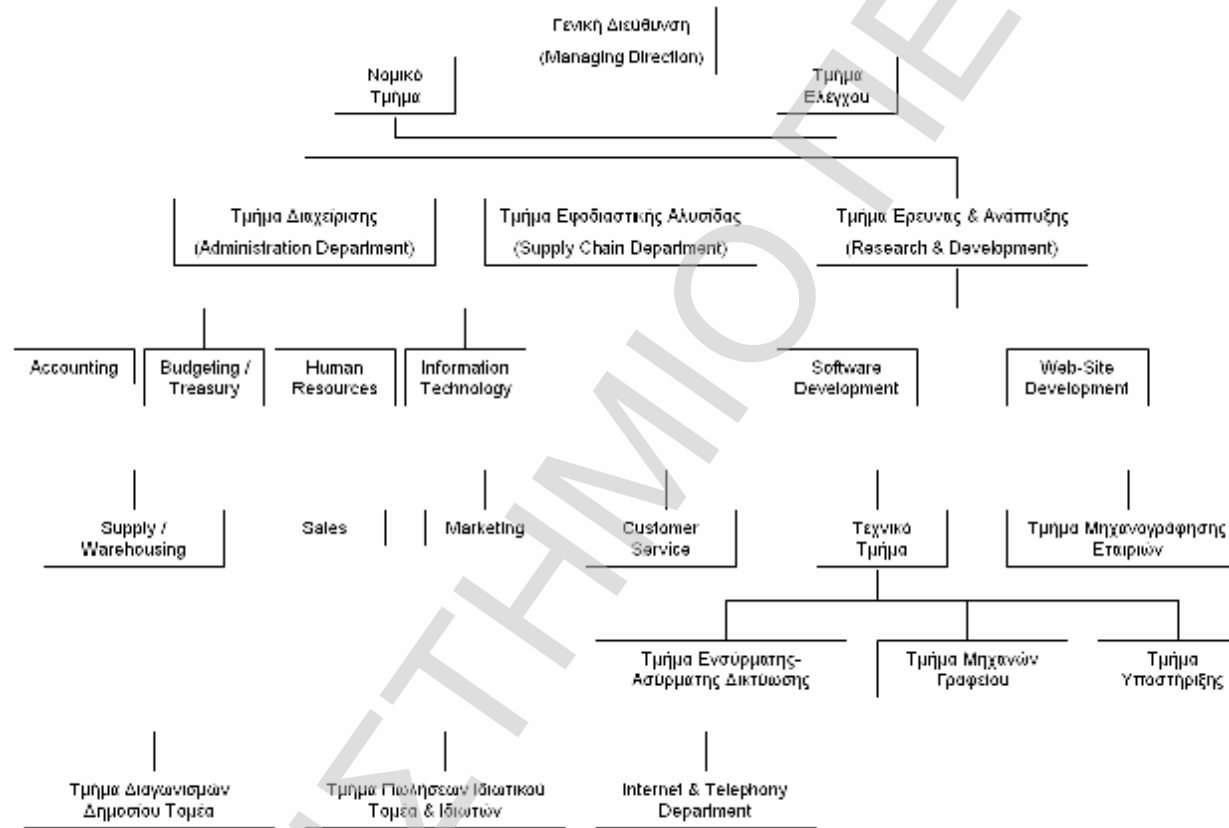 Γενική Διεύθυνση
(Managing Direction)
Νομικό
Τμήμα
Τμήμα
Ελέγχου
Τμήμα Διαχείρισης
(Administration Department)
Τμήμα Εφοδιαστικής Αλυσίδας
(Supply Chain Department)
Τμήμα Ερευνας & Ανάπτυξης
(Research & Development)
Accounting
Budgeting /
Treasury
Human
Resources
Information
Technology
Software
Development
Web-Site
Development
Supply /
Warehousing
Sales
Marketing
Customer
Service
Τεχνικό
Τμήμα
Τμήμα Μηχανογράφησης
Εταιριών
Τμήμα Ενσύρματης-
Ασύρματης Δικτύωσης
Τμήμα Μηχανών
Γραφείου
Τμήμα
Υποστήριξης
Τμήμα Διαγωνισμών
Δημοσίου Τομέα
Τμήμα Πωλήσεων Ιδιωτικού
Τομέα & Ιδιωτών
Internet & Telephony
Department
ΙΣΤΗΜΙΟ ΠΕ